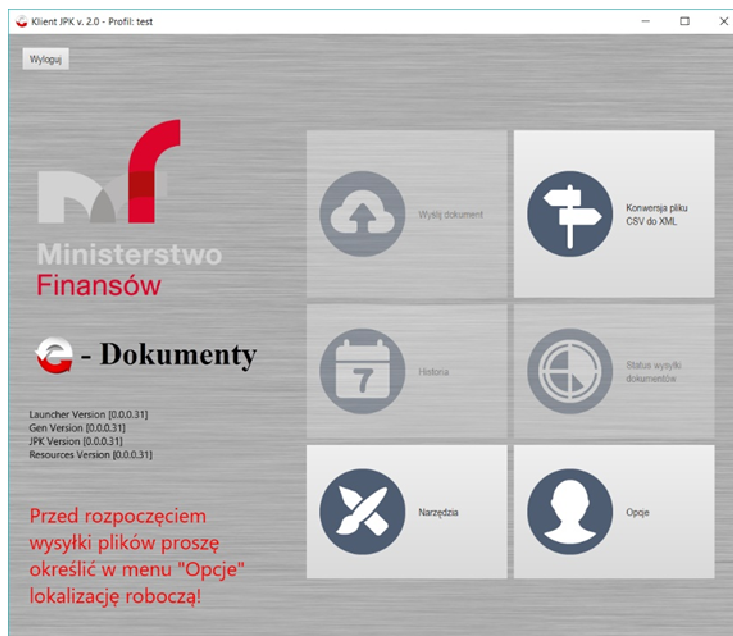 Klient JPK v. 2.0 - Profil: test
Wyloguj
Ministerstwo
Finansów
e - Dokumenty
Launcher Version [0.0.0.31]
Gen Version [0.0.0.31]
JPK Version [0.0.0.31]
Resources Version [0.0.0.31]
Przed rozpoczęciem
wysyłki plików proszę
określić w menu "Opcje"
lokalizację roboczą!
Wyślij dokument
Konwersja pliku
CSV do XML
7
Historia
Status wysyłki
dokumentów
Narzędzia
Opcje